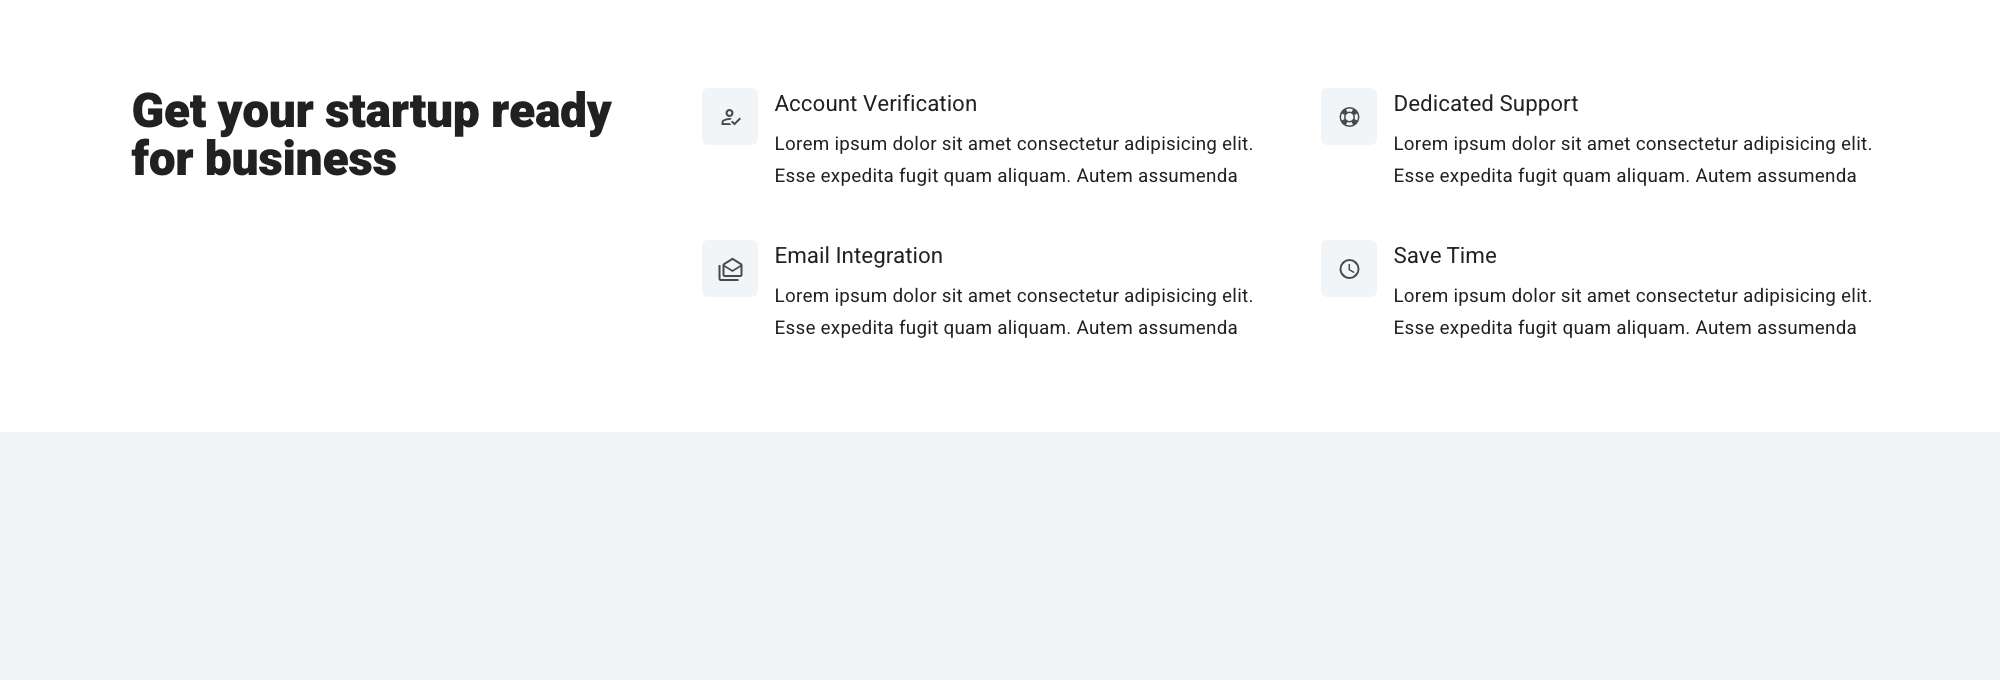 Get your startup ready
for business
Account Verification
Lorem ipsum dolor sit amet consectetur adipisicing elit.
Esse expedita fugit quam aliquam. Autem assumenda
Dedicated Support
Lorem ipsum dolor sit amet consectetur adipisicing elit.
Esse expedita fugit quam aliquam. Autem assumenda
Email Integration
Lorem ipsum dolor sit amet consectetur adipisicing elit.
Esse expedita fugit quam aliquam. Autem assumenda
Save Time
Lorem ipsum dolor sit amet consectetur adipisicing elit.
Esse expedita fugit quam aliquam. Autem assumenda